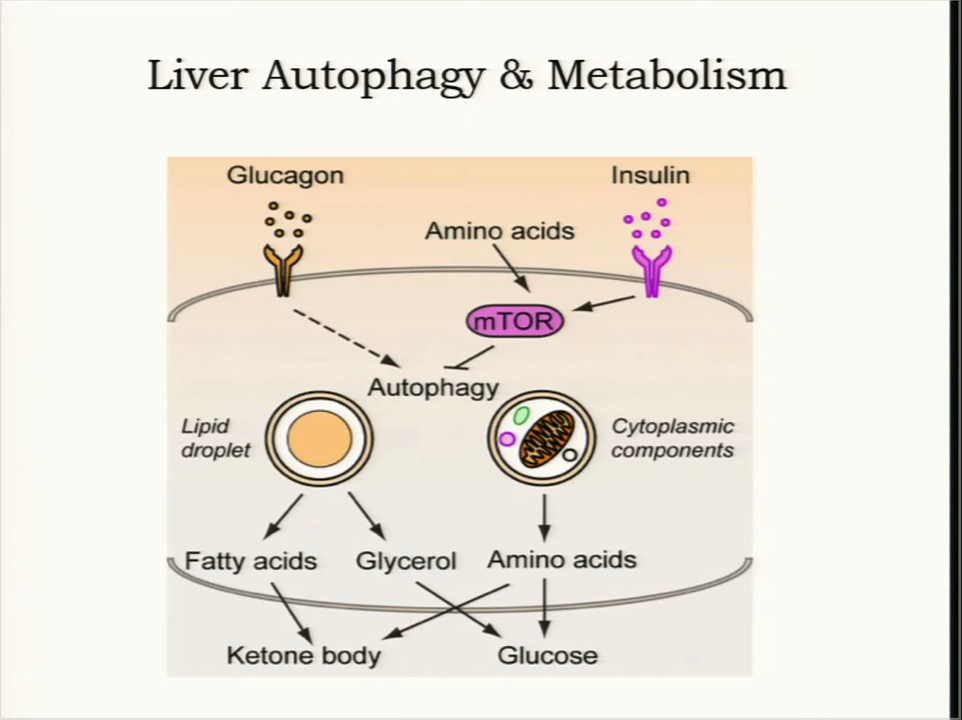 Liver Autophagy & Metabolism
Glucagon
Insulin
Amino acids
mTOR
Autophagy
Lipid
droplet
Cytoplasmic
components
Fatty acids
Glycerol
Amino acids
Ketone body
Glucose